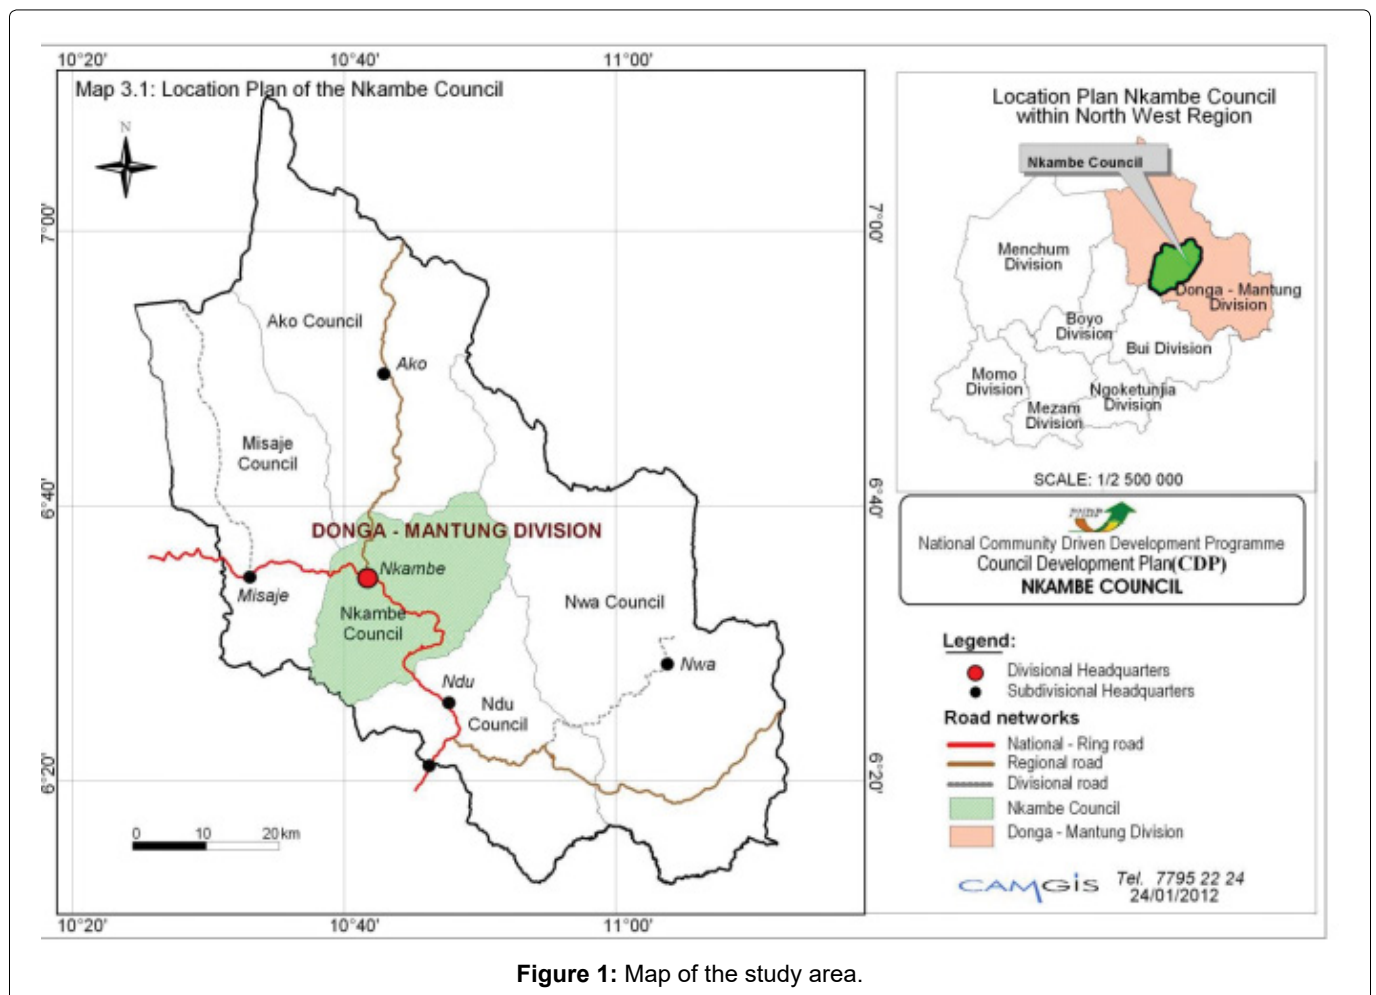 10°20'
10°40'
11°00'
Map 3.1: Location Plan of the Nkambe Council
N
7°00'
7°00'
Ako Council
Ako
Misaje
Council
6°40'
6°40'
DONGA - MANTUNG DIVISION
Nkambe
Misaje
Nkambe
Council
Nwa Council
Nwa
Ndu
Ndu
Council
6°20'
6°20'
0 10 20 km
10°20'
10°40'
11°00'
Location Plan Nkambe Council
within North West Region
Nkambe Council
Menchum
Division
Donga - Mantung
Division
Boyo
Division
Bui Division
Momo
Division
Ngoketunjia
Division
Mezam
Division
SCALE: 1/2 500 000
National Community Driven Development Programme
Council Development Plan(CDP)
NKAMBE COUNCIL
Legend:
Divisional Headquarters
Subdivisional Headquarters
Road networks
National - Ring road
Regional road
Divisional road
Nkambe Council
Donga - Mantung Division
CAMGIS
Tel. 7795 22 24
24/01/2012
Figure 1: Map of the study area.